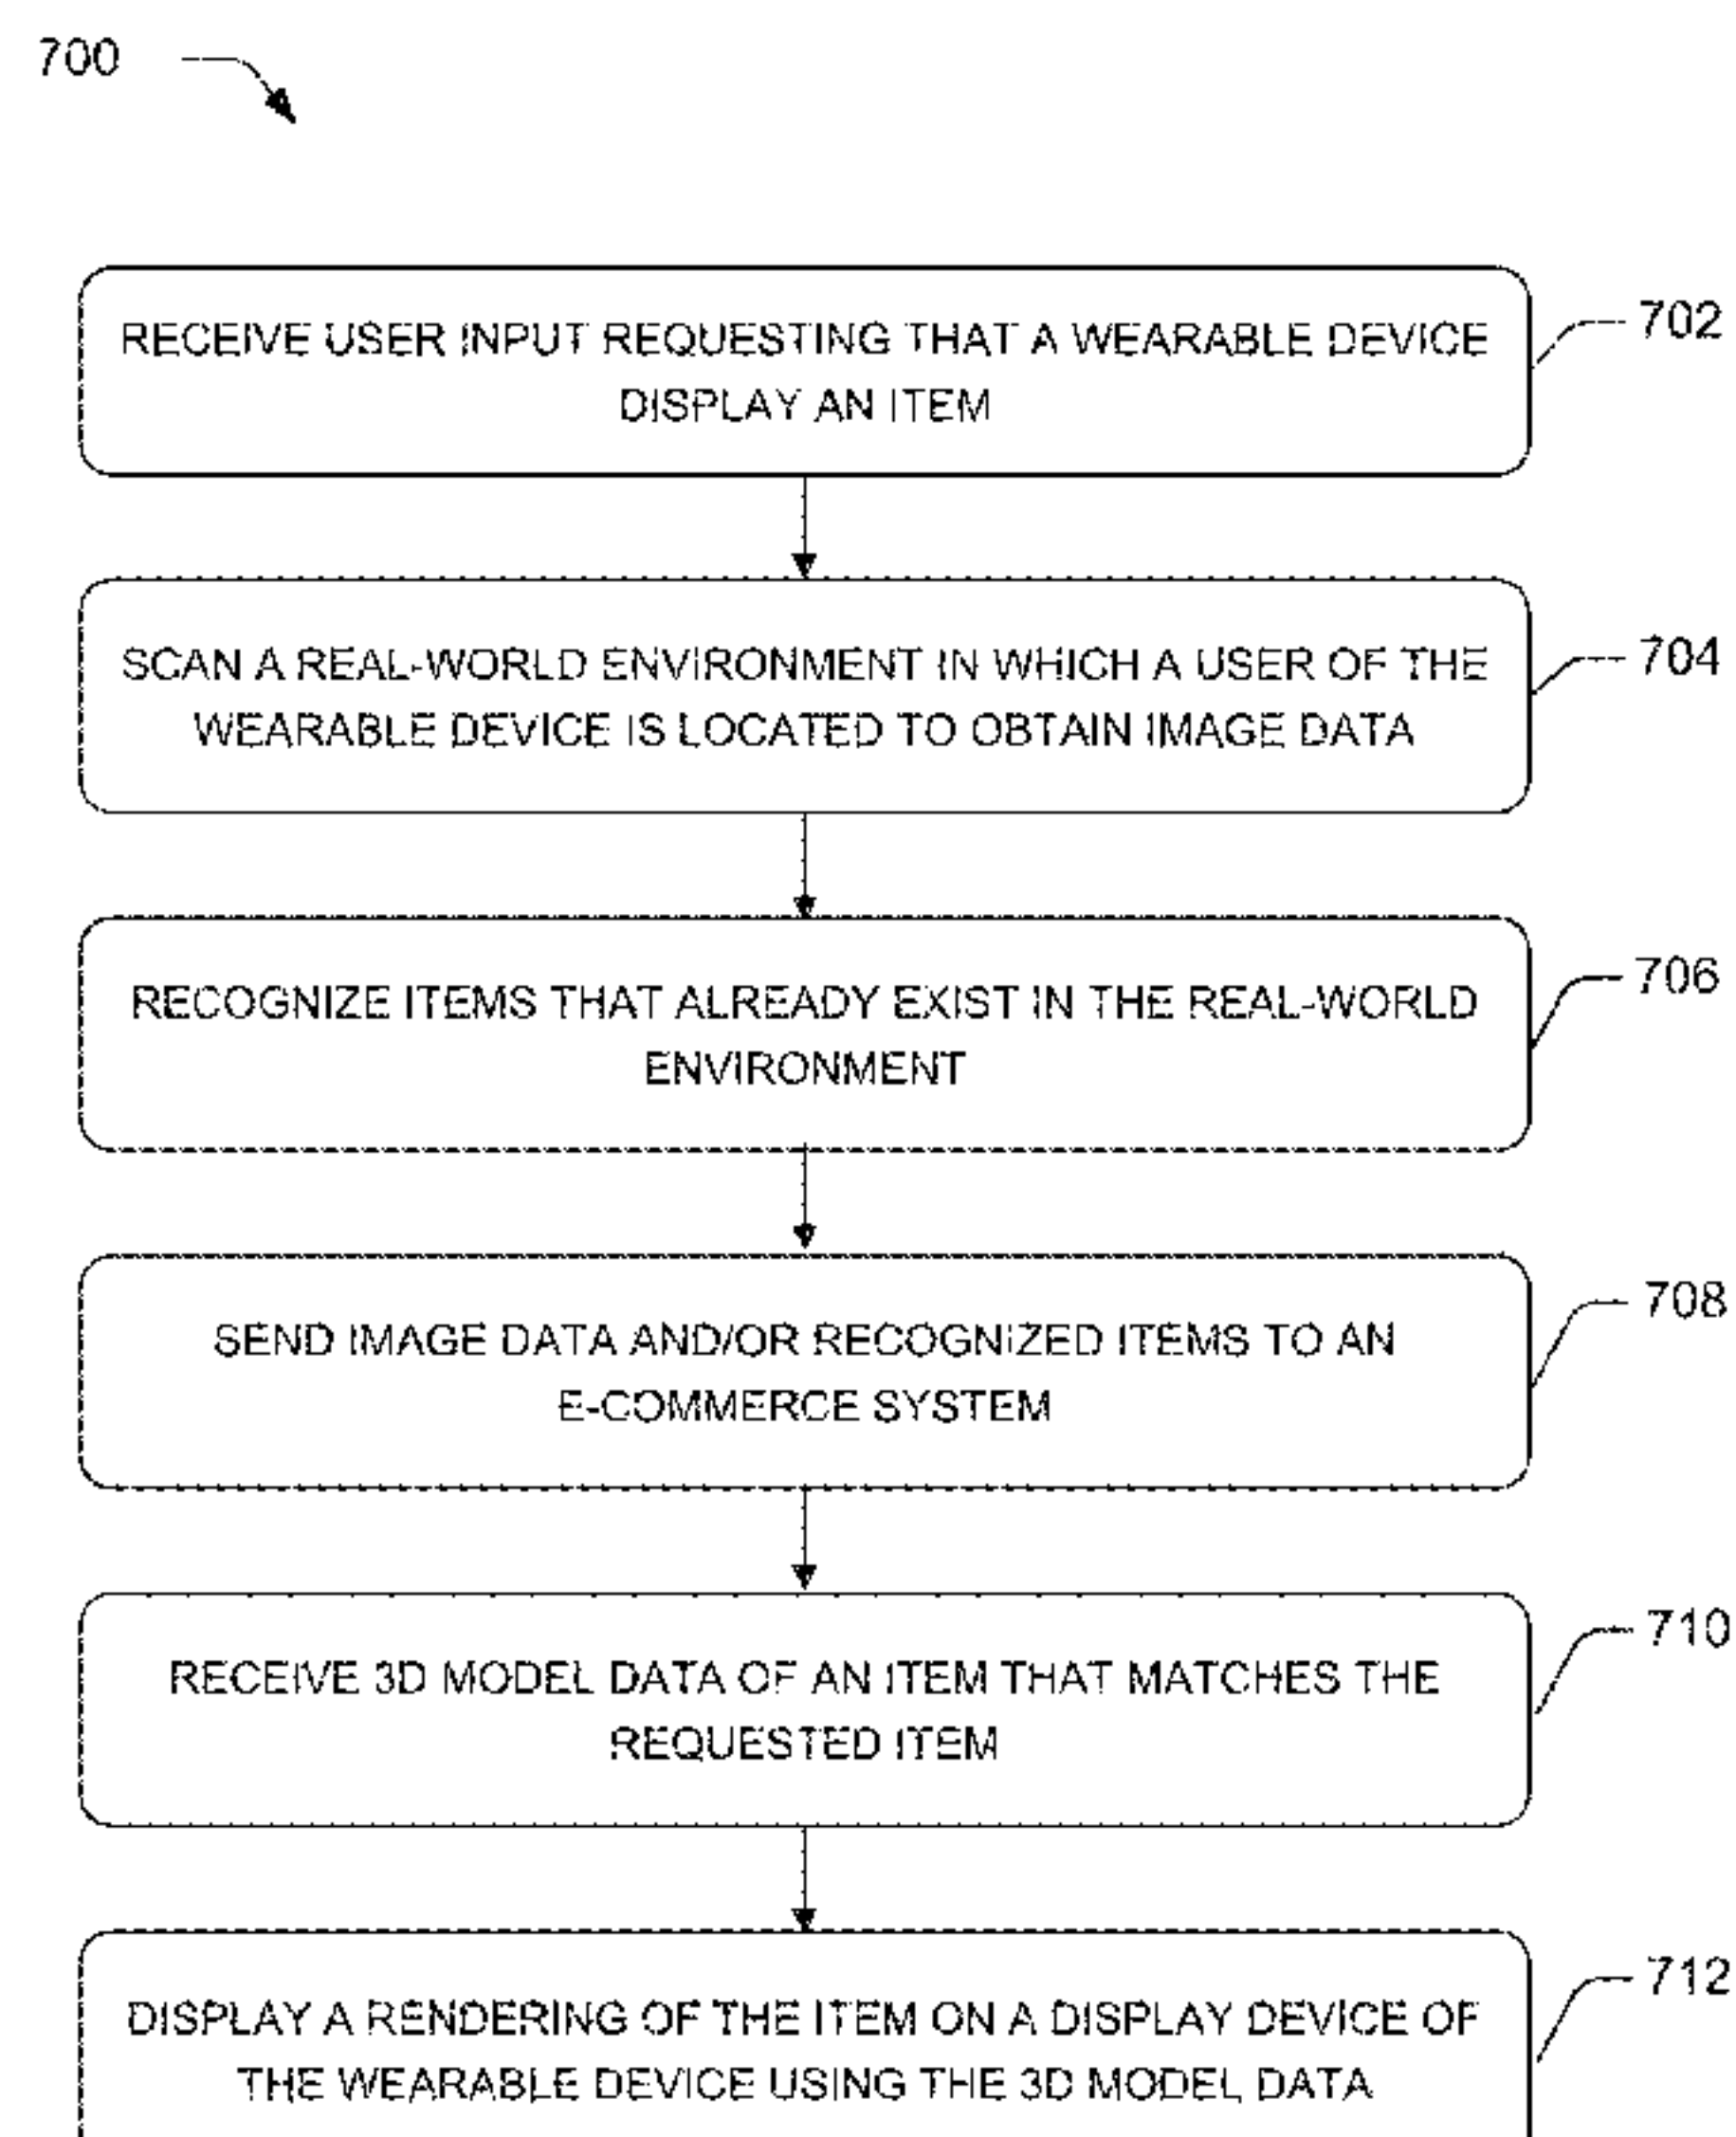 700
RECEIVE USER INPUT REQUESTING THAT A WEARABLE DEVICE
DISPLAY AN ITEM
702
SCAN A REAL-WORLD ENVIRONMENT IN WHICH A USER OF THE
WEARABLE DEVICE IS LOCATED TO OBTAIN IMAGE DATA
704
RECOGNIZE ITEMS THAT ALREADY EXIST IN THE REAL-WORLD
ENVIRONMENT
706
SEND IMAGE DATA AND/OR RECOGNIZED ITEMS TO AN
E-COMMERCE SYSTEM
708
RECEIVE 3D MODEL DATA OF AN ITEM THAT MATCHES THE
REQUESTED ITEM
710
DISPLAY A RENDERING OF THE ITEM ON A DISPLAY DEVICE OF
THE WEARABLE DEVICE USING THE 3D MODEL DATA
712